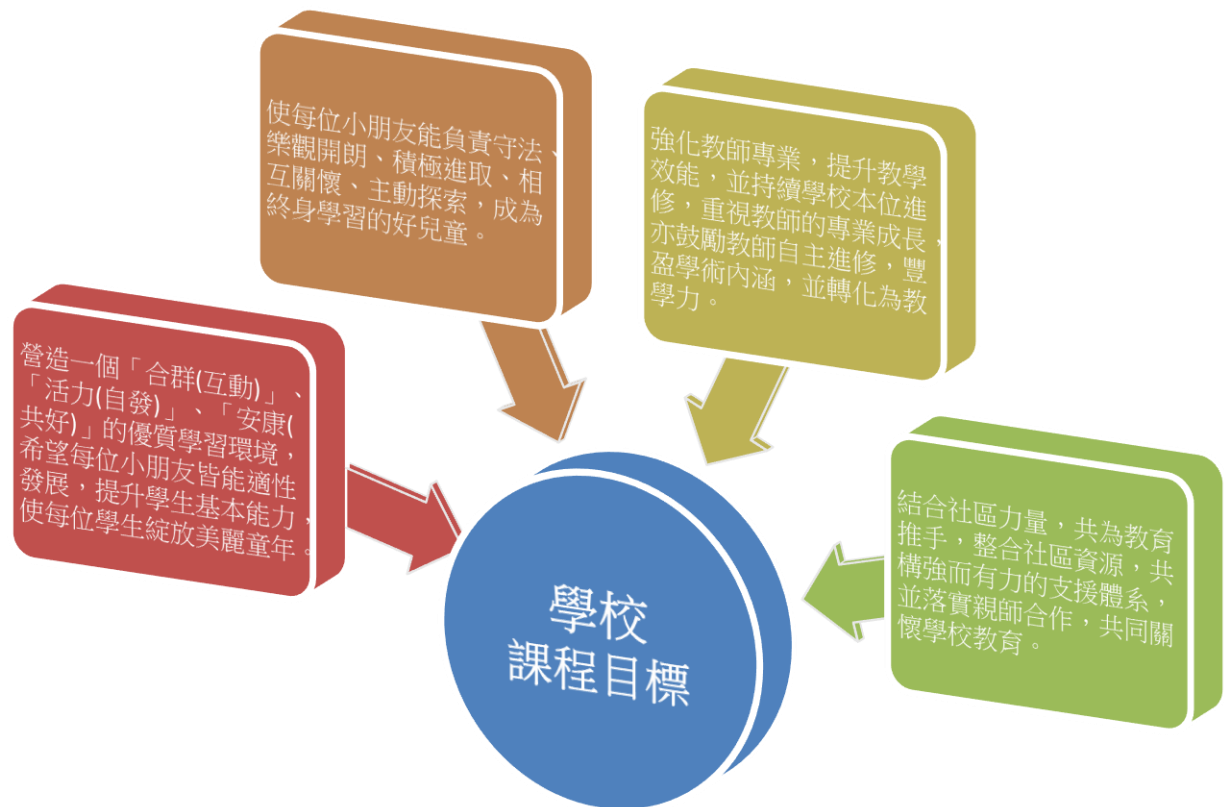 使每位小朋友能負責守法、
樂觀開朗、積極進取、相
互關懷、主動探索，成為
終身學習的好兒童。
強化教師專業，提升教學
效能，並持續學校本位進
修，重視教師的專業成長，
亦鼓勵教師自主進修，豐
盈學術內涵，並轉化為教
學力。
營造一個「合群(互動)」、
「活力(自發)」、「安康(
共好)」的優質學習環境，
希望每位小朋友皆能適性
發展，提升學生基本能力，
使每位學生綻放美麗童年。
結合社區力量，共為教育
推手，整合社區資源，共
構強而有力的支援體系，
並落實親師合作，共同關
懷學校教育。
學校
課程目標